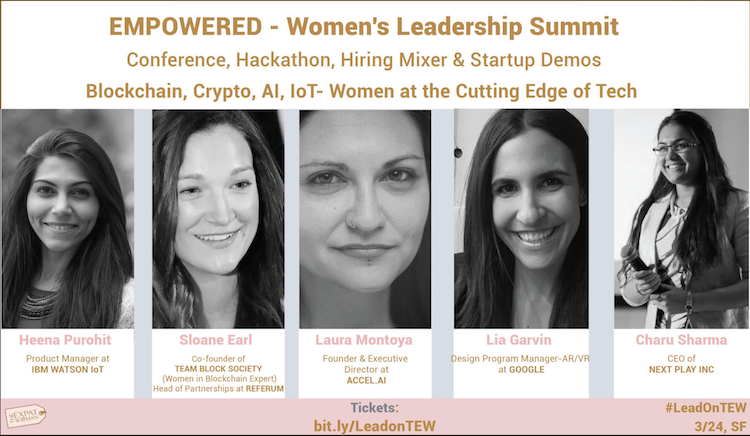 EMPOWERED - Women's Leadership Summit
Conference, Hackathon, Hiring Mixer & Startup Demos
Blockchain, Crypto, AI, IoT- Women at the Cutting Edge of Tech
Heena Purohit
Product Manager at
IBM WATSON IoT
Sloane Earl
Co-founder of
TEAM BLOCK SOCIETY
(Women in Blockchain Expert)
Head of Partnerships at REFERUM
Laura Montoya
Founder & Executive
Director at
ACCEL.AI
Lia Garvin
Design Program Manager-AR/VR
at GOOGLE
Charu Sharma
CEO of
NEXT PLAY INC
EXPAT
WOMAN
Tickets:
bit.ly/LeadonTEW
#LeadOnTEW
3/24, SF